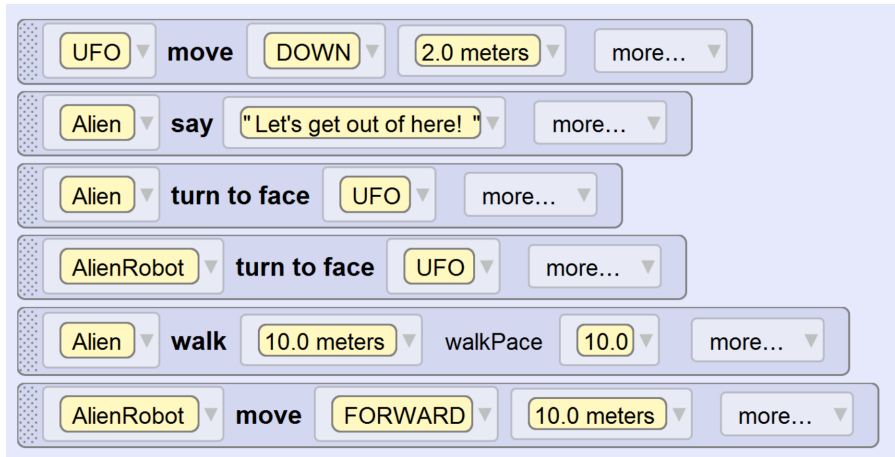 UFO move DOWN 2.0 meters more...
Alien say "Let's get out of here! " more...
Alien turn to face UFO more...
AlienRobot turn to face UFO more...
Alien walk 10.0 meters walkPace 10.0 more...
AlienRobot move FORWARD 10.0 meters more...